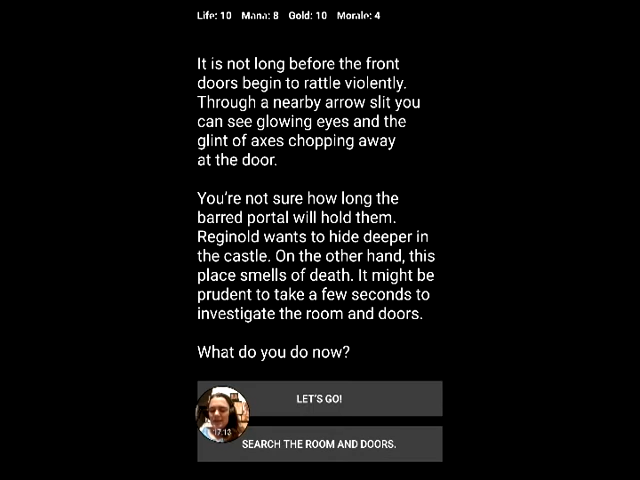 Life: 10 Mana: 8 Gold: 10 Morale: 4
It is not long before the front
doors begin to rattle violently.
Through a nearby arrow slit you
can see glowing eyes and the
glint of axes chopping away
at the door.
You're not sure how long the
barred portal will hold them.
Reginold wants to hide deeper in
the castle. On the other hand, this
place smells of death. It might be
prudent to take a few seconds to
investigate the room and doors.
What do you do now?
LET'S GO!
17:13
SEARCH THE ROOM AND DOORS.